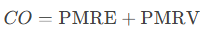 CO = PMRE + PMRV